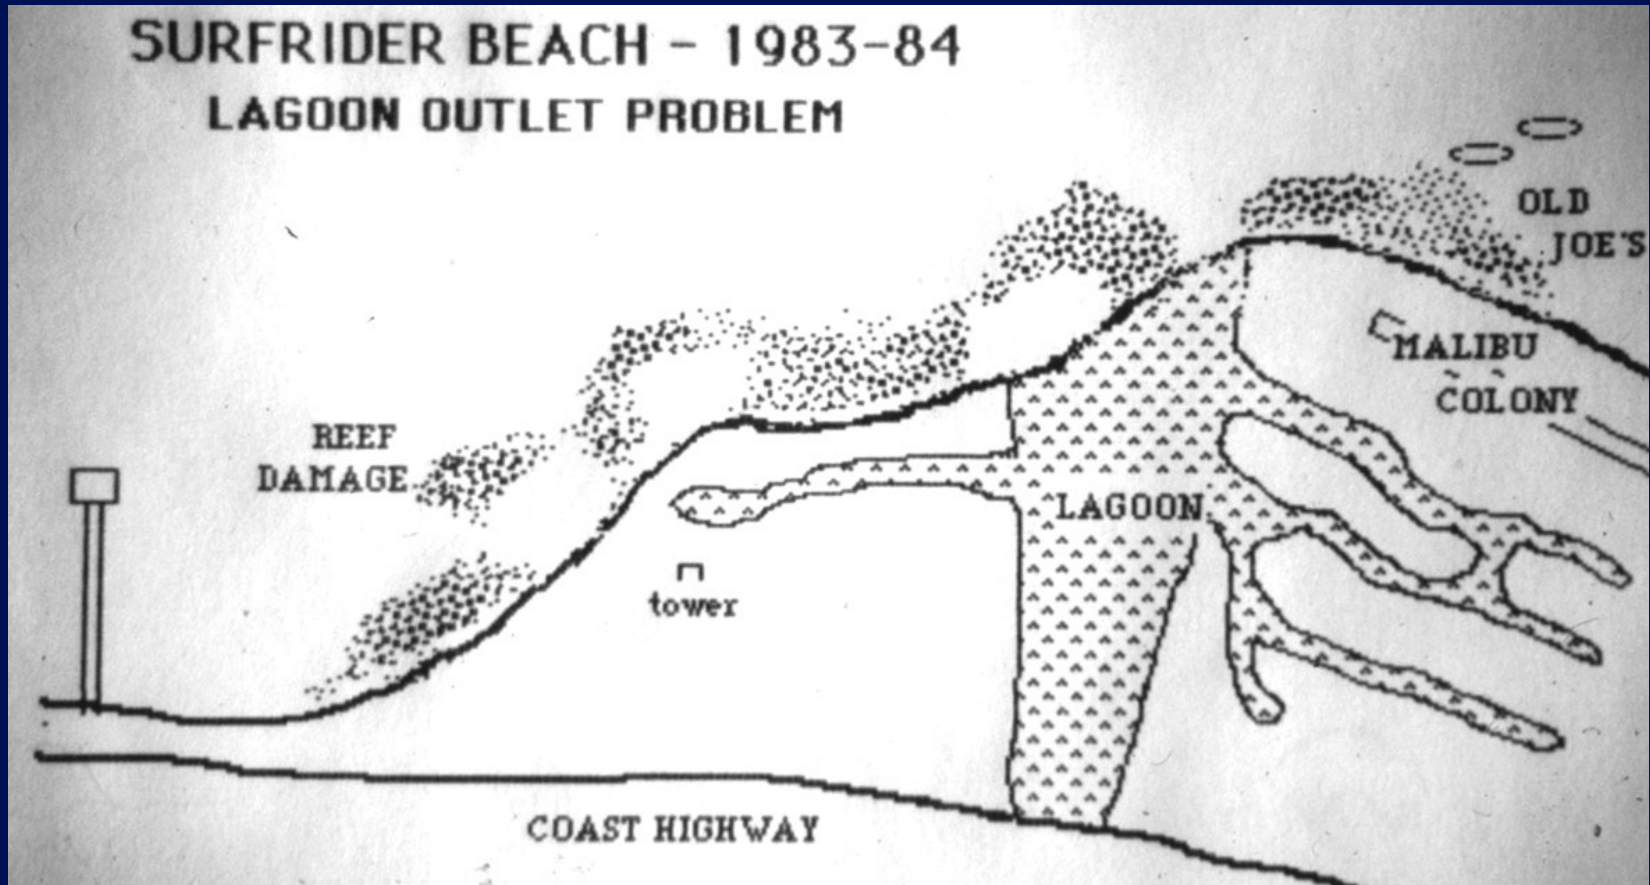 SURFRIDER BEACH - 1983-84
LAGOON OUTLET PROBLEM
OLD
JOE'S
MALIBU
COLONY
REEF
DAMAGE
LAGOON
tower
COAST HIGHWAY